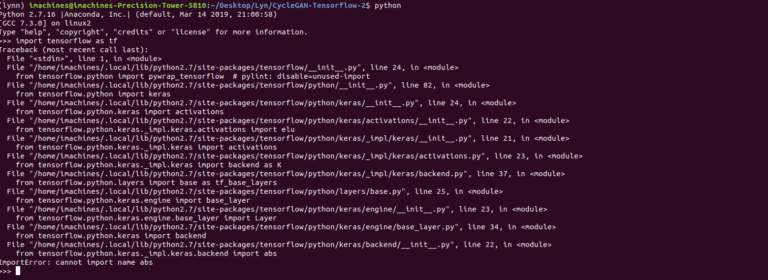 (lynn) imachines@imachines-Precision-Tower-5810:~/Desktop/Lyn/CycleGAN-Tensorflow-2$ python
Python 2.7.16 |Anaconda, Inc.| (default, Mar 14 2019, 21:00:58)
[GCC 7.3.0] on linux2
Type "help", "copyright", "credits" or "license" for more information.
>>> import tensorflow as tf
Traceback (most recent call last):
  File "<stdin>", line 1, in <module>
  File "/home/imachines/.local/lib/python2.7/site-packages/tensorflow/__init__.py", line 24, in <module>
    from tensorflow.python import pywrap_tensorflow  # pylint: disable=unused-import
  File "/home/imachines/.local/lib/python2.7/site-packages/tensorflow/python/__init__.py", line 82, in <module>
    from tensorflow.python import keras
  File "/home/imachines/.local/lib/python2.7/site-packages/tensorflow/python/keras/__init__.py", line 24, in <module>
    from tensorflow.python.keras import activations
  File "/home/imachines/.local/lib/python2.7/site-packages/tensorflow/python/keras/activations/__init__.py", line 22, in <module>
    from tensorflow.python.keras._impl.keras.activations import elu
  File "/home/imachines/.local/lib/python2.7/site-packages/tensorflow/python/keras/_impl/keras/__init__.py", line 21, in <module>
    from tensorflow.python.keras._impl.keras import activations
  File "/home/imachines/.local/lib/python2.7/site-packages/tensorflow/python/keras/_impl/keras/activations.py", line 23, in <module>
    from tensorflow.python.keras._impl.keras import backend as K
  File "/home/imachines/.local/lib/python2.7/site-packages/tensorflow/python/keras/_impl/keras/backend.py", line 37, in <module>
    from tensorflow.python.layers import base as tf_base_layers
  File "/home/imachines/.local/lib/python2.7/site-packages/tensorflow/python/layers/base.py", line 25, in <module>
    from tensorflow.python.keras.engine import base_layer
  File "/home/imachines/.local/lib/python2.7/site-packages/tensorflow/python/keras/engine/__init__.py", line 23, in <module>
    from tensorflow.python.keras.engine.base_layer import Layer
  File "/home/imachines/.local/lib/python2.7/site-packages/tensorflow/python/keras/engine/base_layer.py", line 34, in <module>
    from tensorflow.python.keras import backend
  File "/home/imachines/.local/lib/python2.7/site-packages/tensorflow/python/keras/backend/__init__.py", line 22, in <module>
    from tensorflow.python.keras._impl.keras.backend import abs
ImportError: cannot import name abs
>>>